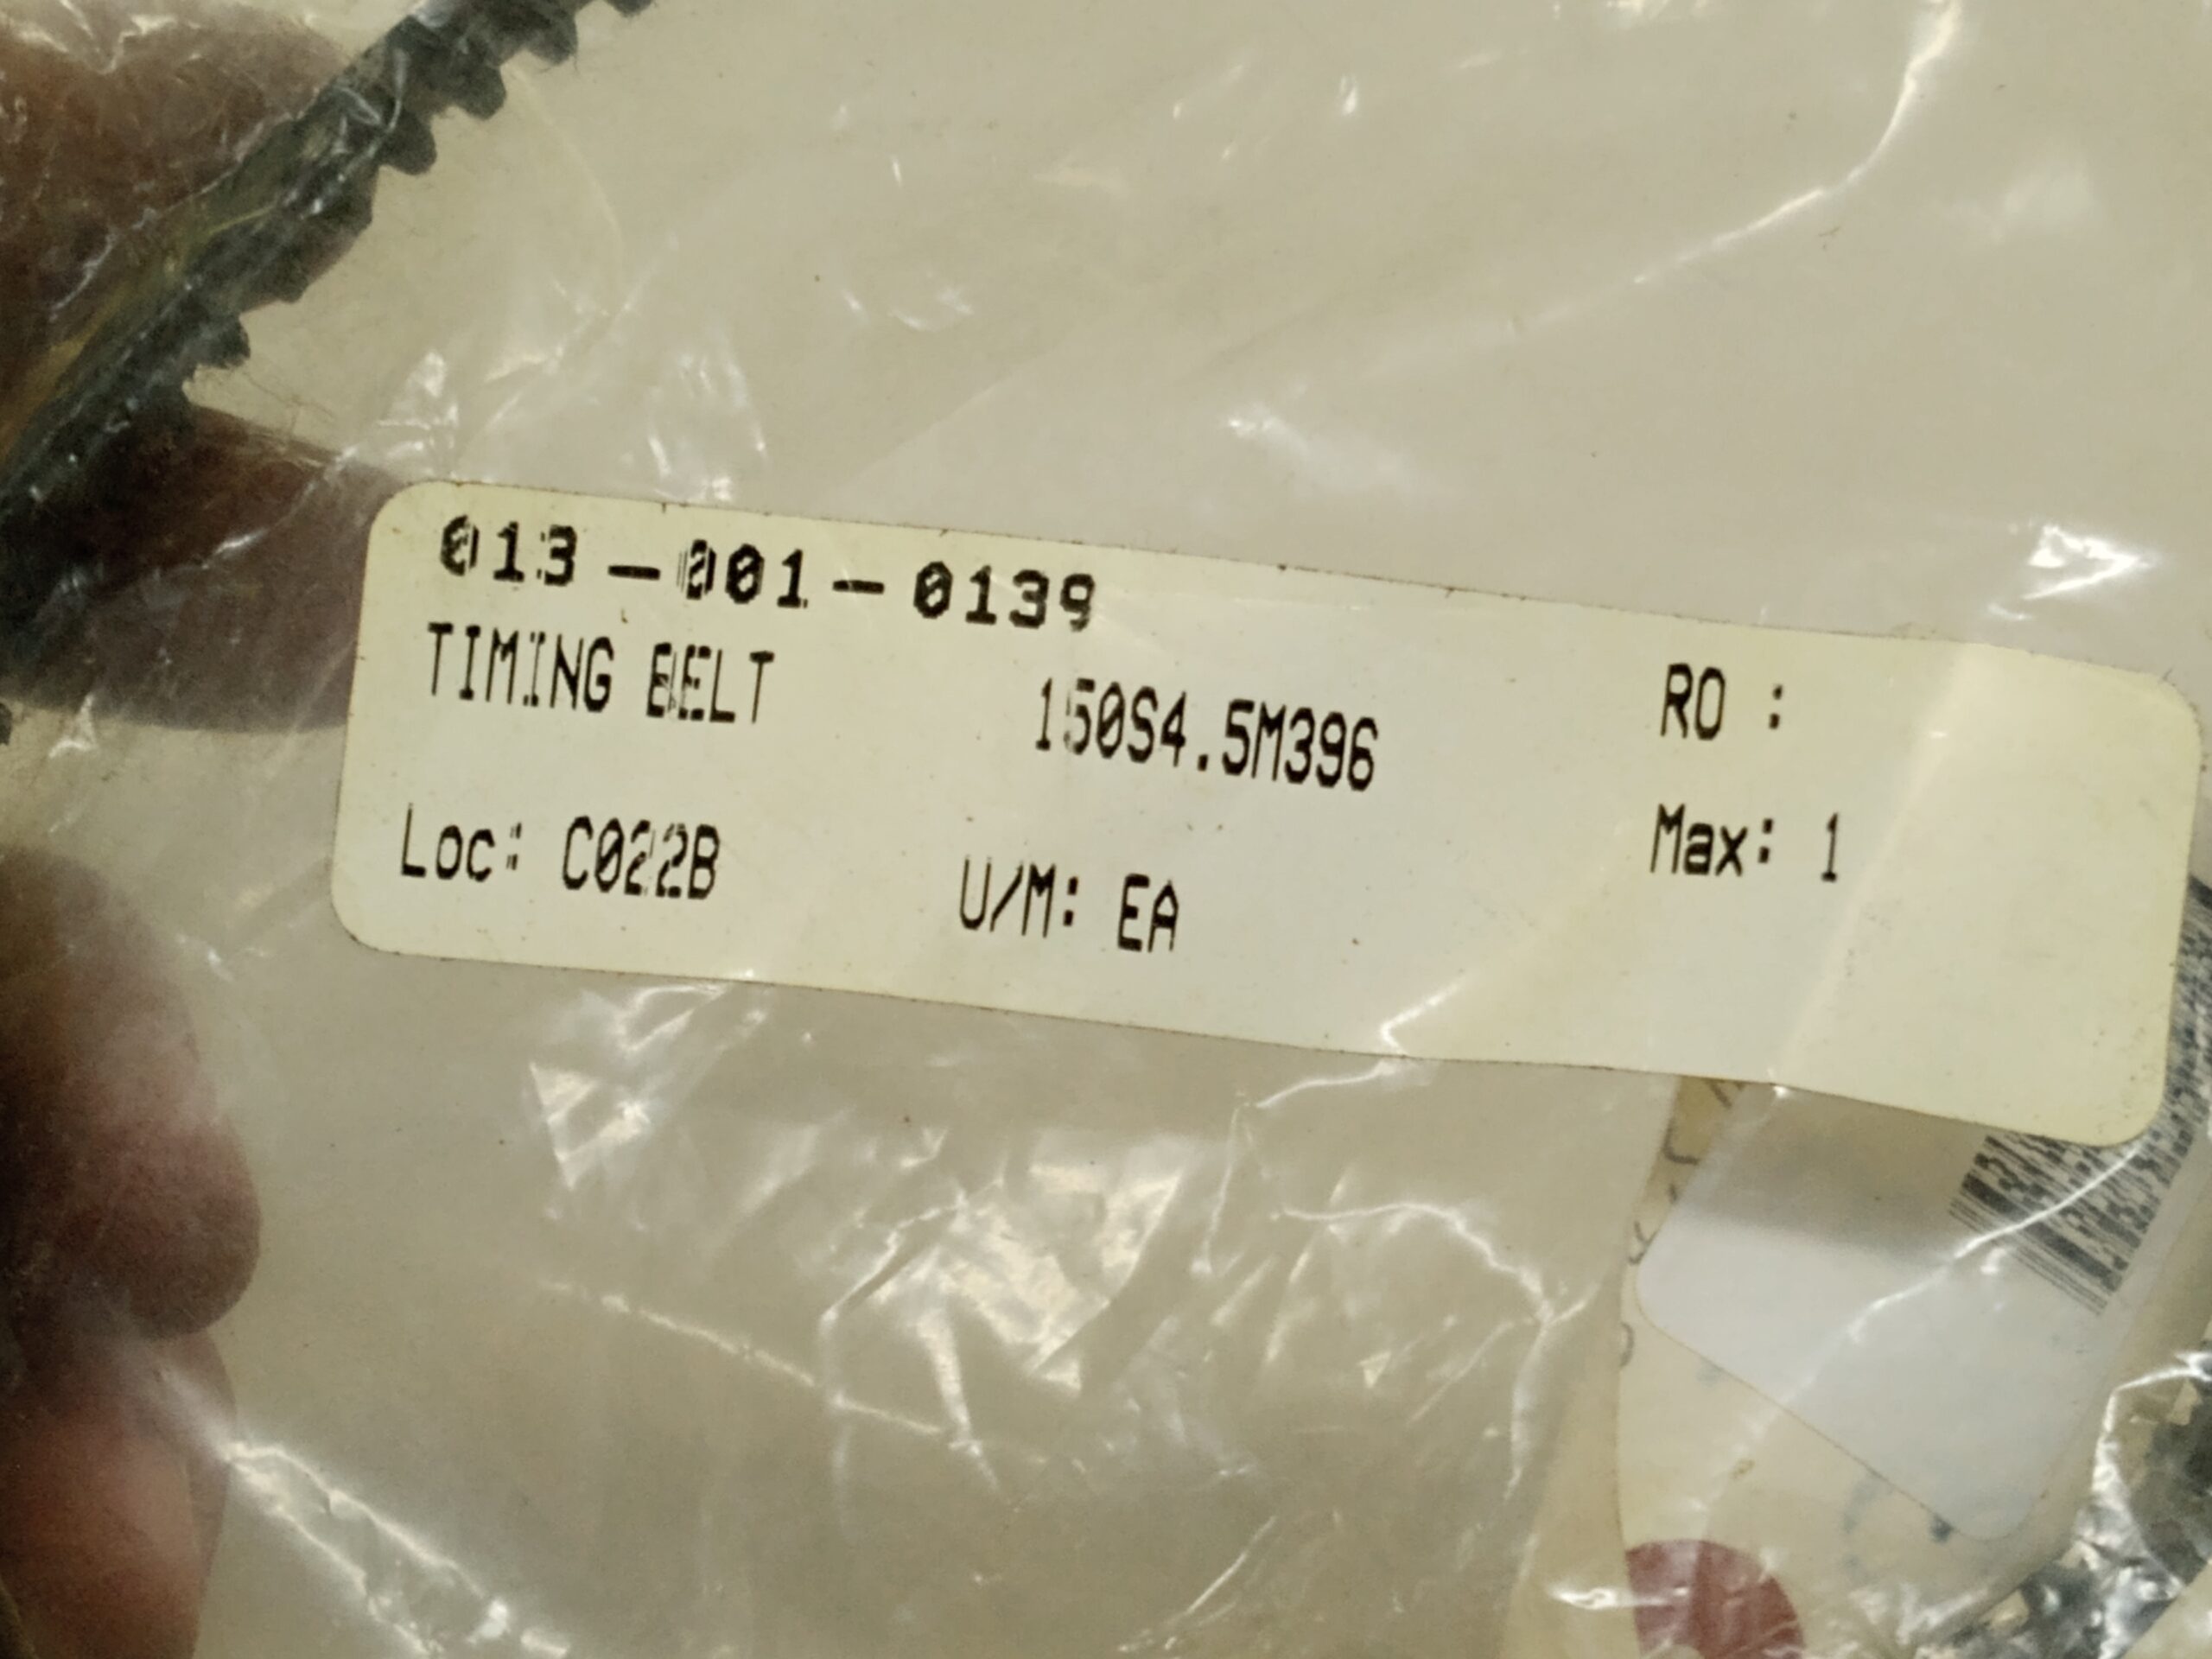 013-001-0139
TIMING BELT 150S4.5M396 RO :
Loc: C022B U/M: EA Max: 1